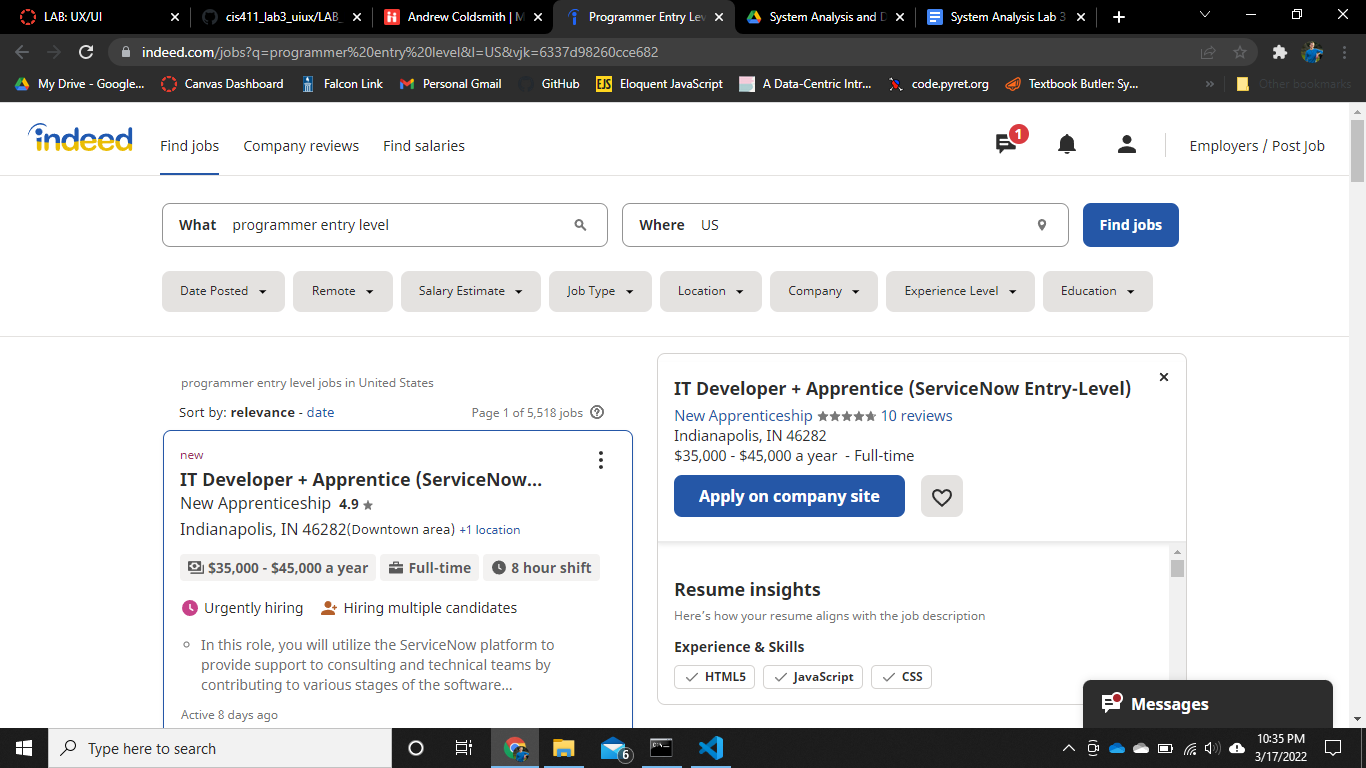 LAB: UX/UI
cis411_lab3_uiux/LAB_
Andrew Coldsmith | M
Programmer Entry Lev
System Analysis and D
System Analysis Lab 3
indeed.com/jobs?q=programmer%20entry%20level&l=US&vjk=6337d98260cce682
My Drive - Google...
Canvas Dashboard
Falcon Link
Personal Gmail
GitHub
EJS
Eloquent JavaScript
A Data-Centric Intr...
code.pyret.org
Textbook Butler: Sy...
»
Other bookmarks
indeed
Find jobs
Company reviews
Find salaries
1
Employers / Post Job
What programmer entry level
Where US
Find jobs
Date Posted
Remote
Salary Estimate
Job Type
Location
Company
Experience Level
Education
programmer entry level jobs in United States
Sort by: relevance - date
Page 1 of 5,518 jobs
new
IT Developer + Apprentice (ServiceNow...
New Apprenticeship 4.9
Indianapolis, IN 46282(Downtown area) +1 location
$35,000 - $45,000 a year
Full-time
8 hour shift
Urgently hiring
Hiring multiple candidates
In this role, you will utilize the ServiceNow platform to
provide support to consulting and technical teams by
contributing to various stages of the software...
Active 8 days ago
IT Developer + Apprentice (ServiceNow Entry-Level)
New Apprenticeship 10 reviews
Indianapolis, IN 46282
$35,000 - $45,000 a year - Full-time
Apply on company site
Resume insights
Here's how your resume aligns with the job description
Experience & Skills
HTML5
JavaScript
CSS
Messages
Type here to search
6
10:35 PM
3/17/2022